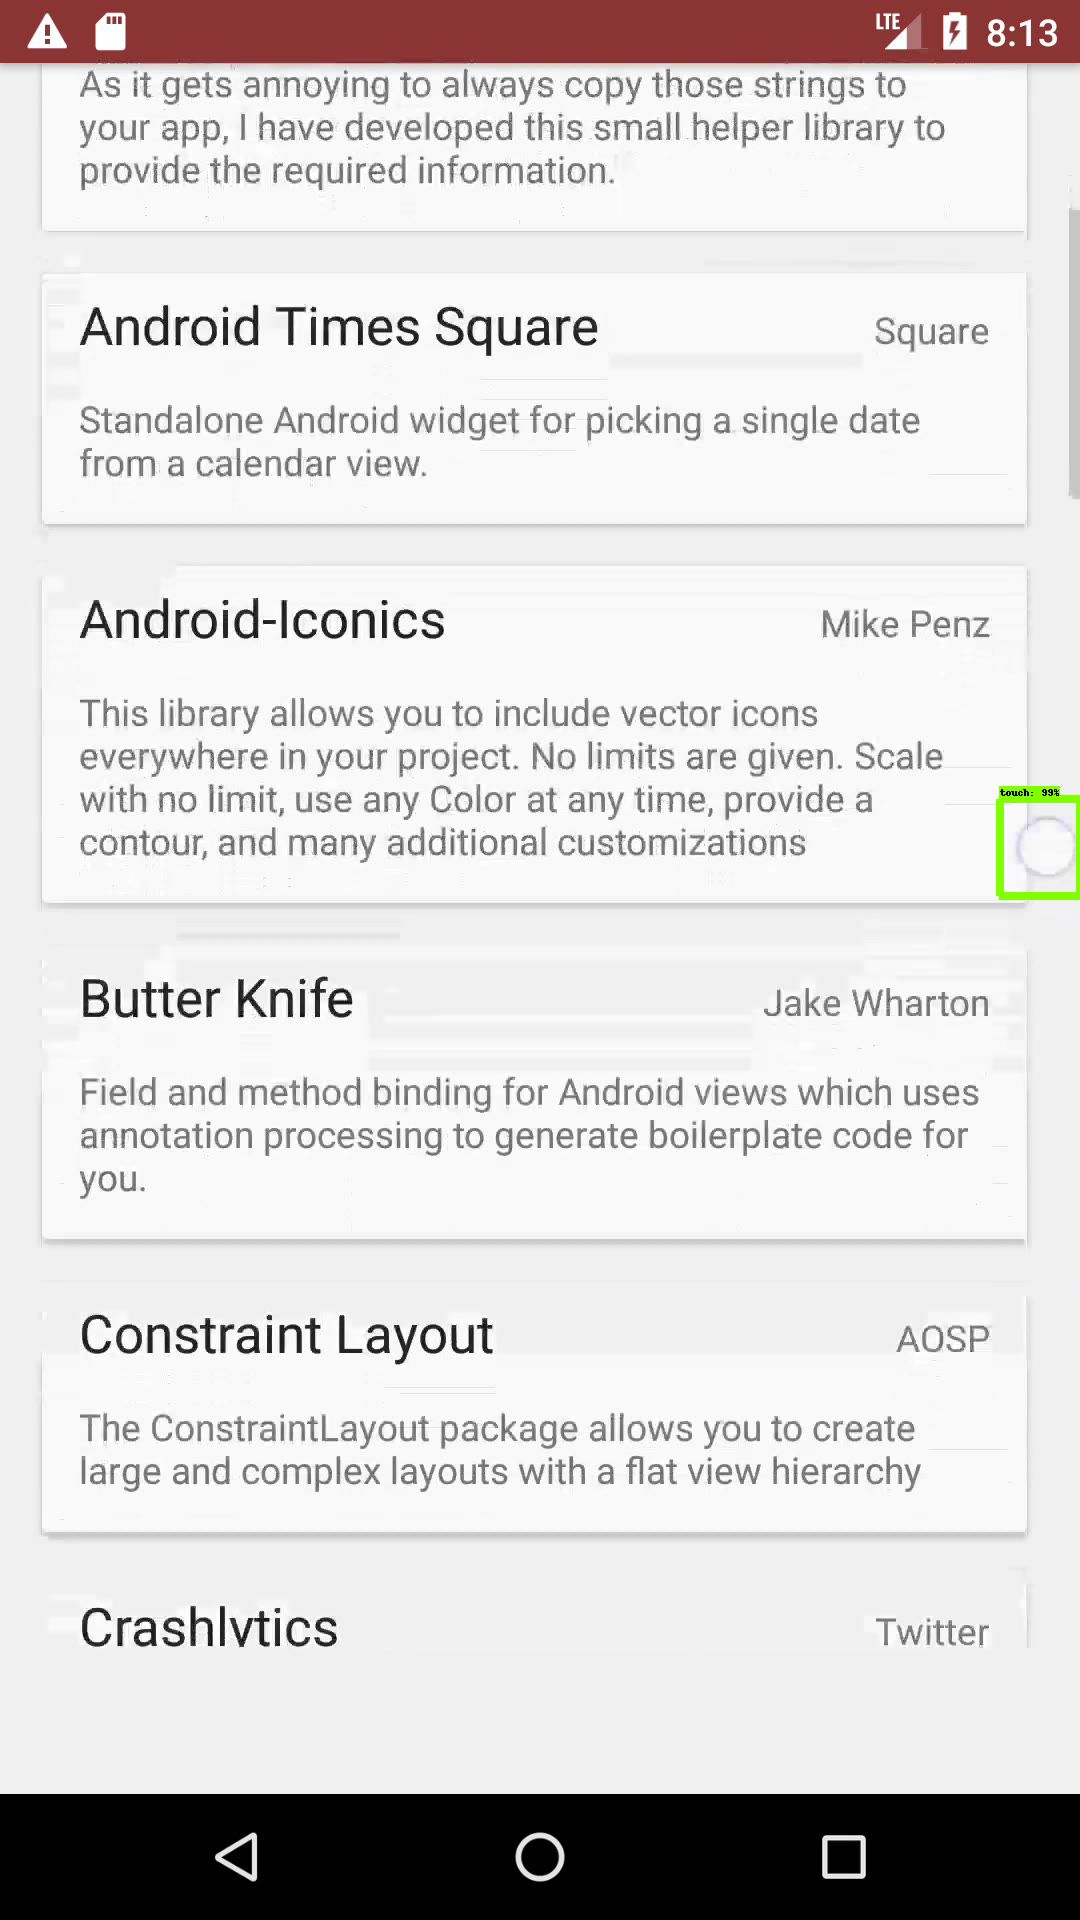 LTE 8:13
As it gets annoying to always copy those strings to
your app, I have developed this small helper library to
provide the required information.
Android Times Square Square
Standalone Android widget for picking a single date
from a calendar view.
Android-Iconics Mike Penz
This library allows you to include vector icons
everywhere in your project. No limits are given. Scale
with no limit, use any Color at any time, provide a
contour, and many additional customizations
touch: 99%
Butter Knife Jake Wharton
Field and method binding for Android views which uses
annotation processing to generate boilerplate code for
you.
Constraint Layout AOSP
The ConstraintLayout package allows you to create
large and complex layouts with a flat view hierarchy
Crashlytics Twitter